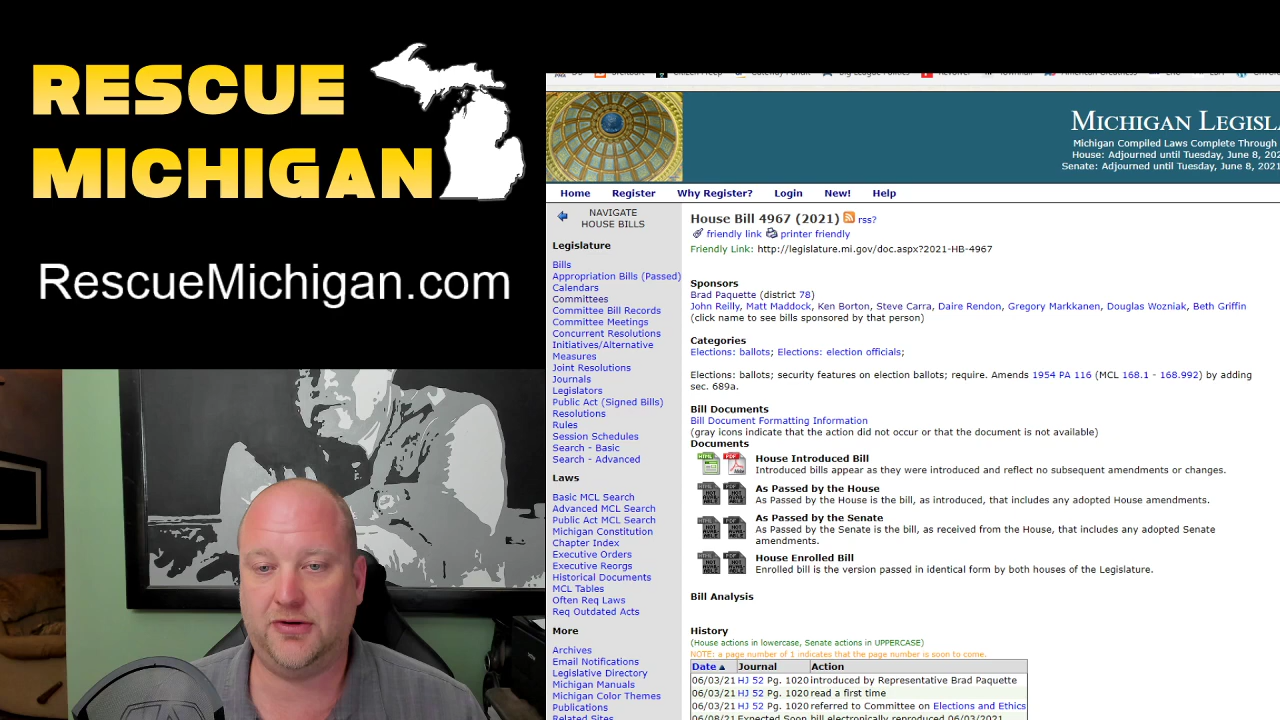 RESCUE
MICHIGAN
RescueMichigan.com
MICHIGAN LEGISL
Michigan Compiled Laws Complete Through
House: Adjourned until Tuesday, June 8, 202
Senate: Adjourned until Tuesday, June 8, 202
Home Register Why Register? Login New! Help
NAVIGATE
HOUSE BILLS
Legislature
Bills
Appropriation Bills (Passed)
Calendars
Committees
Committee Bill Records
Committee Meetings
Concurrent Resolutions
Initiatives/Alternative
Measures
Joint Resolutions
Journals
Legislators
Public Act (Signed Bills)
Resolutions
Rules
Session Schedules
Search - Basic
Search - Advanced
Laws
Basic MCL Search
Advanced MCL Search
Public Act MCL Search
Michigan Constitution
Chapter Index
Executive Orders
Executive Reorgs
Historical Documents
MCL Tables
Often Req Laws
Req Outdated Acts
More
Archives
Email Notifications
Legislative Directory
Michigan Manuals
Michigan Color Themes
Publications
Related Sites
House Bill 4967 (2021) rss?
friendly link printer friendly
Friendly Link: http://legislature.mi.gov/doc.aspx?2021-HB-4967
Sponsors
Brad Paquette (district 78)
John Reilly, Matt Maddock, Ken Borton, Steve Carra, Daire Rendon, Gregory Markkanen, Douglas Wozniak, Beth Griffin
(click name to see bills sponsored by that person)
Categories
Elections: ballots; Elections: election officials;
Elections: ballots; security features on election ballots; require. Amends 1954 PA 116 (MCL 168.1 - 168.992) by adding
sec. 689a.
Bill Documents
Bill Document Formatting Information
(gray icons indicate that the action did not occur or that the document is not available)
Documents
House Introduced Bill
Introduced bills appear as they were introduced and reflect no subsequent amendments or changes.
As Passed by the House
As Passed by the House is the bill, as introduced, that includes any adopted House amendments.
As Passed by the Senate
As Passed by the Senate is the bill, as received from the House, that includes any adopted Senate
amendments.
House Enrolled Bill
Enrolled bill is the version passed in identical form by both houses of the Legislature.
Bill Analysis
History
(House actions in lowercase, Senate actions in UPPERCASE)
NOTE: a page number of 1 indicates that the page number is soon to come.
Date Journal Action
06/03/21 HJ 52 Pg. 1020 introduced by Representative Brad Paquette
06/03/21 HJ 52 Pg. 1020 read a first time
06/03/21 HJ 52 Pg. 1020 referred to Committee on Elections and Ethics
06/08/21 Expected Soon bill electronically reproduced 06/03/2021